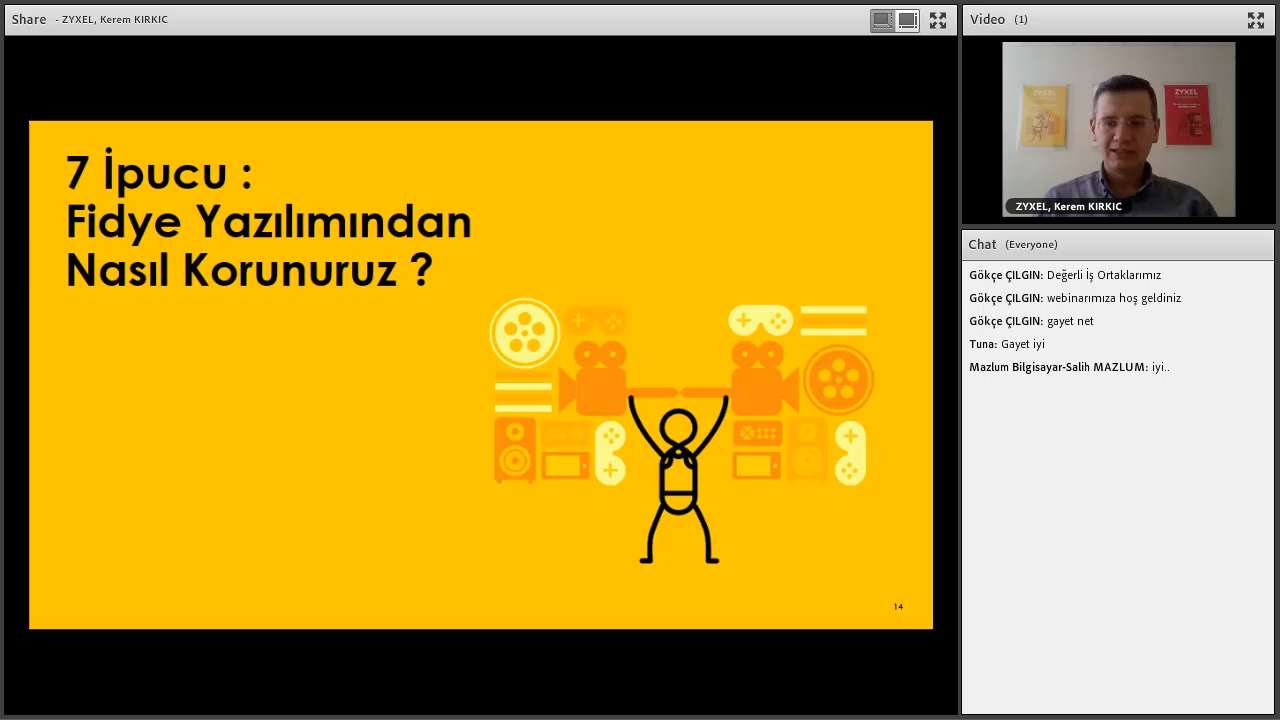 Share - ZYXEL, Kerem KIRKIC
7 İpucu :
Fidye Yazılımından
Nasıl Korunuruz ?
14
Video (1)
ZYXEL
ZYXEL
ZYXEL, Kerem KIRKIC
Chat (Everyone)
Gökçe ÇILGIN: Değerli İş Ortaklarımız
Gökçe ÇILGIN: webinarımıza hoş geldiniz
Gökçe ÇILGIN: gayet net
Tuna: Gayet iyi
Mazlum Bilgisayar-Salih MAZLUM: iyi..